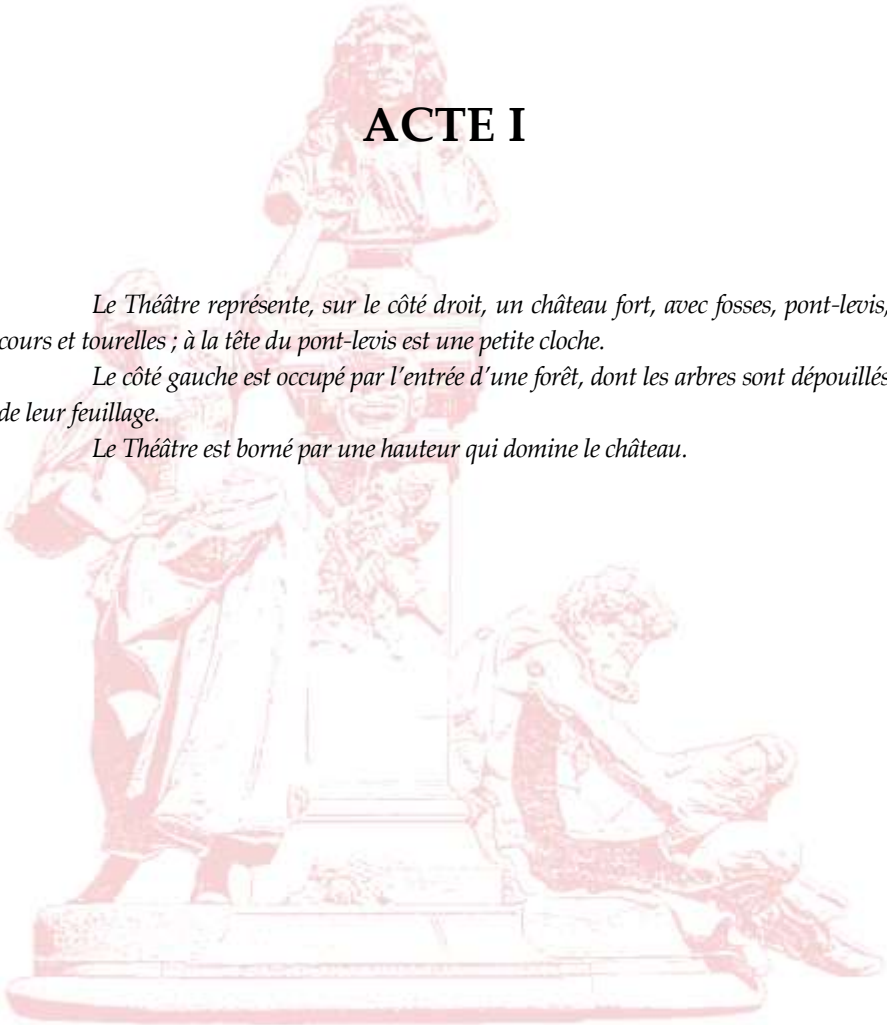 ACTE I
Le Théâtre représente, sur le côté droit, un château fort, avec fosses, pont-levis,
cours et tourelles ; à la tête du pont-levis est une petite cloche.
Le côté gauche est occupé par l'entrée d'une forêt, dont les arbres sont dépouillés
de leur feuillage.
Le Théâtre est borné par une hauteur qui domine le château.